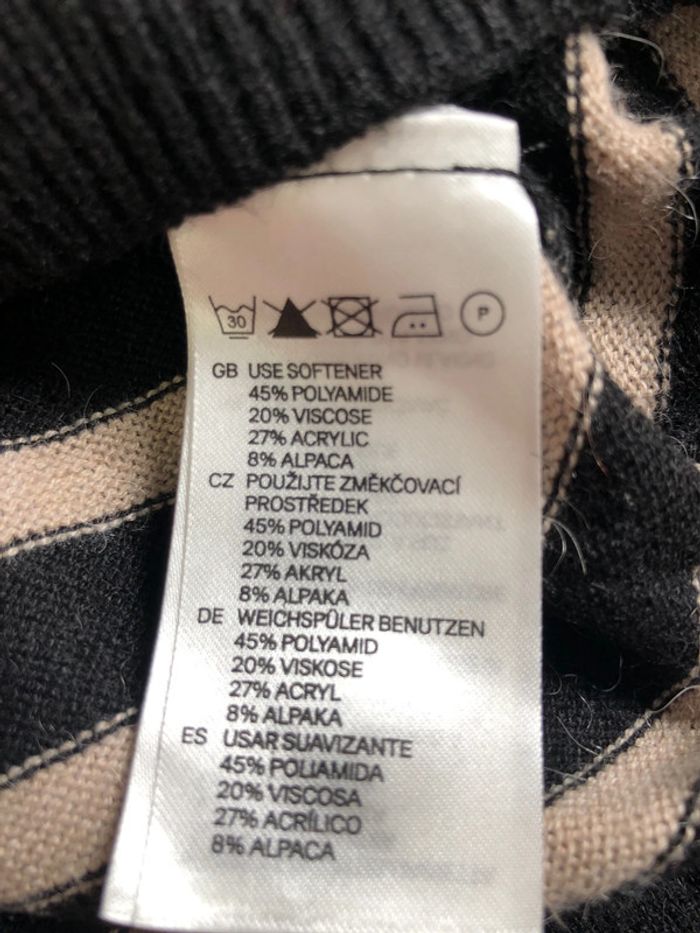 30
P
GB USE SOFTENER
45% POLYAMIDE
20% VISCOSE
27% ACRYLIC
8% ALPACA
CZ POUŽIJTE ZMĚKČOVACÍ
PROSTŘEDEK
45% POLYAMID
20% VISKÓZA
27% AKRYL
8% ALPAKA
DE WEICHSPÜLER BENUTZEN
45% POLYAMID
20% VISKOSE
27% ACRYL
8% ALPAKA
ES USAR SUAVIZANTE
45% POLIAMIDA
20% VISCOSA
27% ACRÍLICO
8% ALPACA